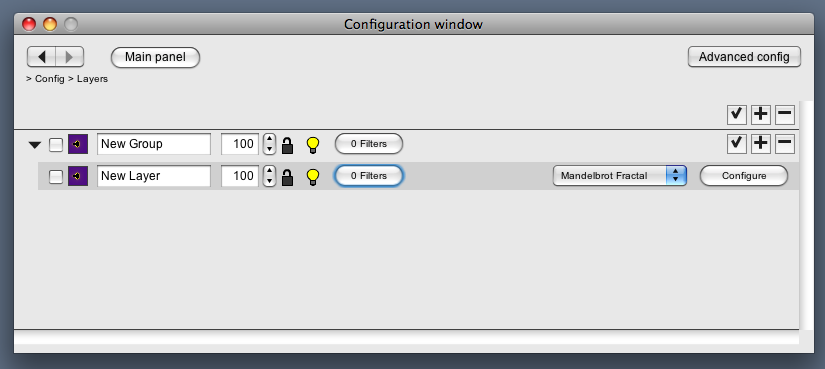 Configuration window
Main panel
Advanced config
> Config > Layers
New Group 100 0 Filters
New Layer 100 0 Filters Mandelbrot Fractal Configure